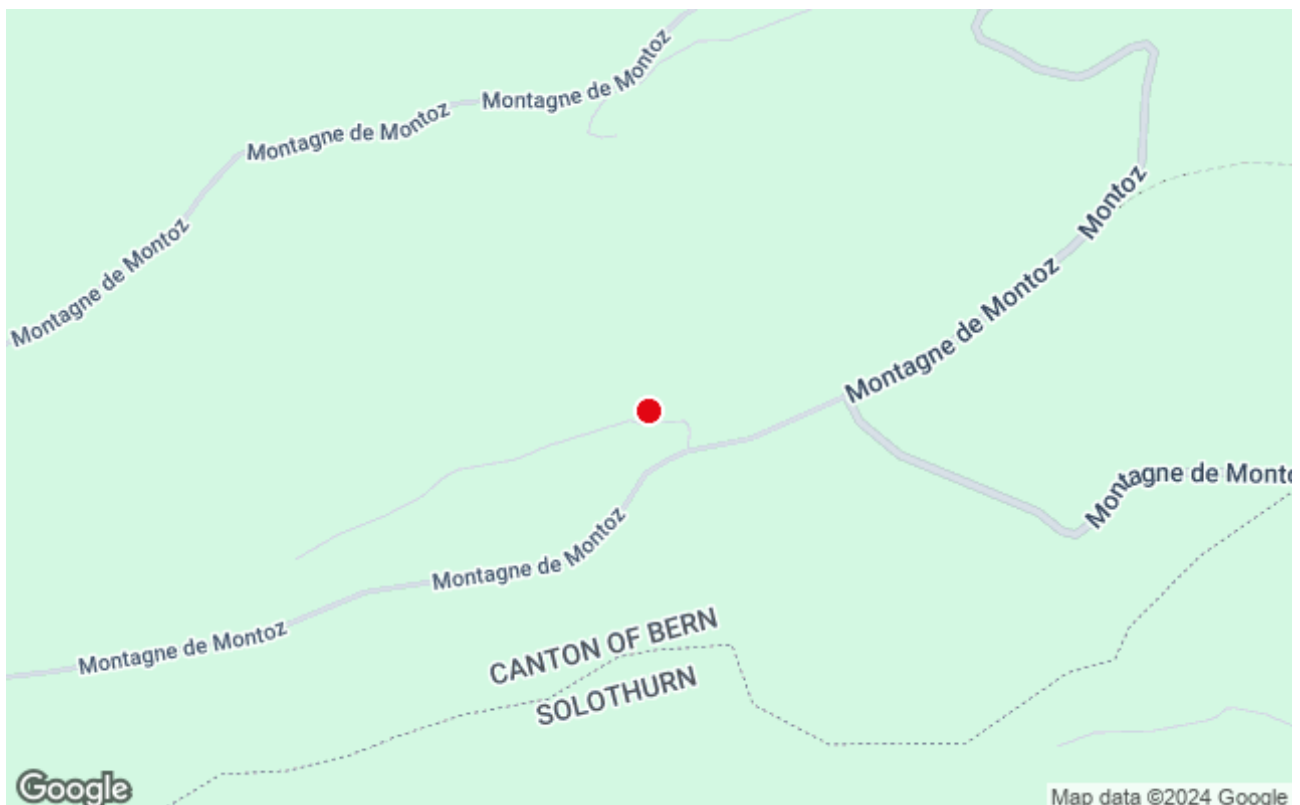 Montagne de Montoz
Montagne de Montoz
Montagne de Montoz
Montoz
Montagne de Montoz
Montagne de Montoz
Montagne de Monto
Montagne de Montoz
Montagne de Montoz
CANTON OF BERN
SOLOTHURN
Google
Map data ©2024 Google